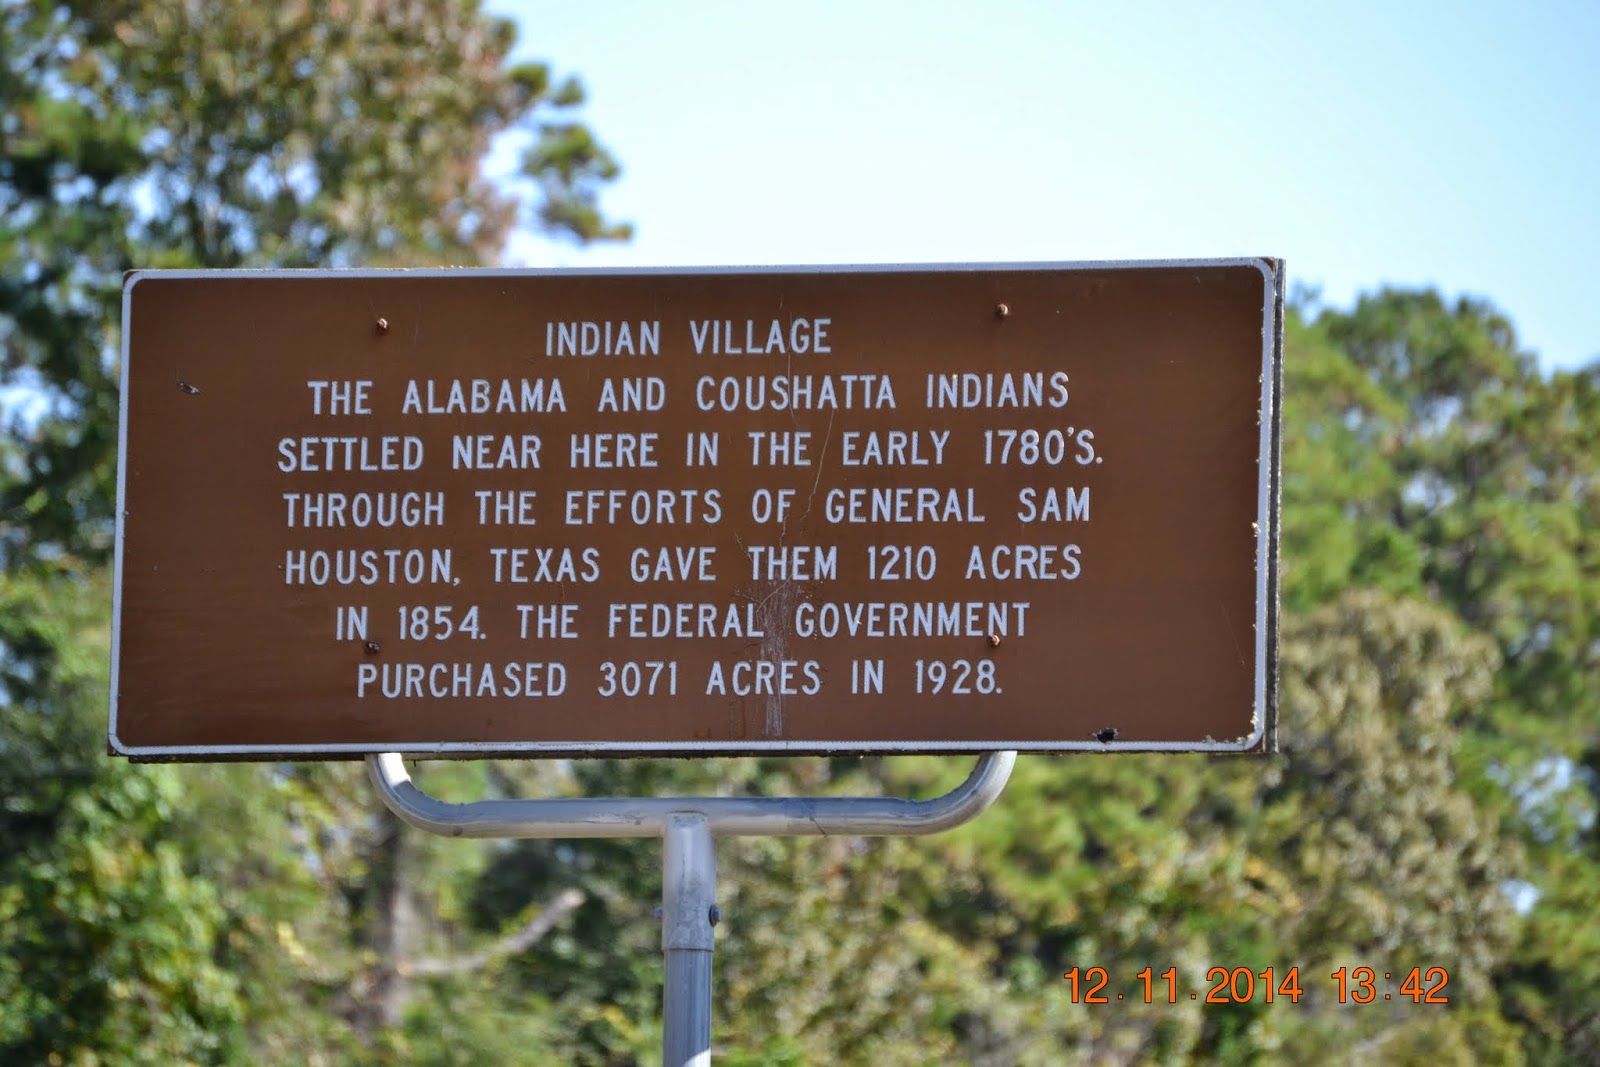 INDIAN VILLAGE
THE ALABAMA AND COUSHATTA INDIANS
SETTLED NEAR HERE IN THE EARLY 1780'S.
THROUGH THE EFFORTS OF GENERAL SAM
HOUSTON, TEXAS GAVE THEM 1210 ACRES
IN 1854. THE FEDERAL GOVERNMENT
PURCHASED 3071 ACRES IN 1928.
12.11.2014 13:42